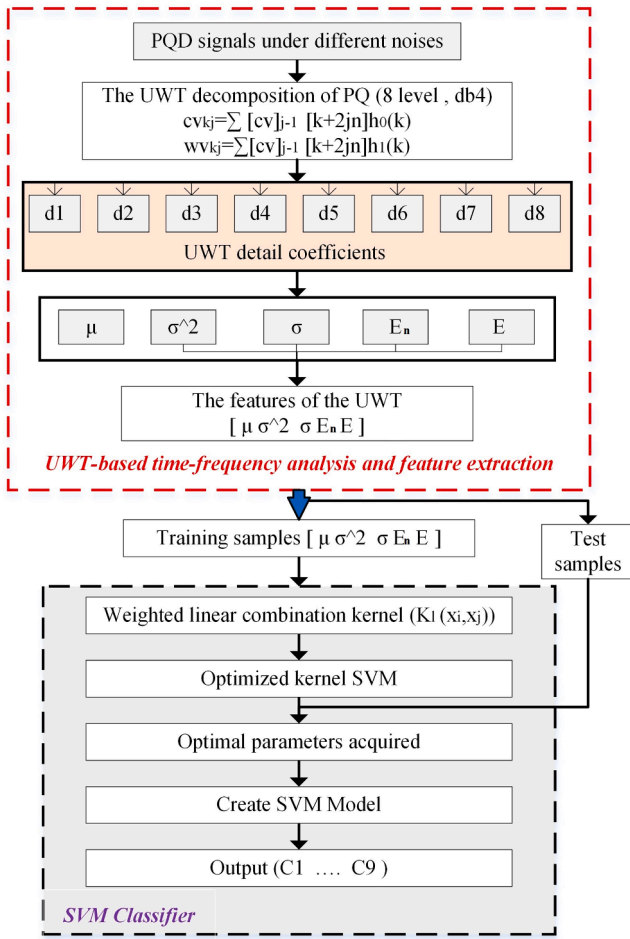 PQD signals under different noises
The UWT decomposition of PQ (8 level , db4)
cvkj=∑ [cv]j-1 [k+2jn]h0(k)
wvkj=∑[cv]j-1 [k+2jn]h1(k)
d1 d2 d3 d4 d5 d6 d7 d8
UWT detail coefficients
μ σ^2 σ En E
The features of the UWT
[ μ σ^2 σ En E ]
UWT-based time-frequency analysis and feature extraction
Training samples [ μ σ^2 σ En E ]
Test
samples
Weighted linear combination kernel (K1 (xi,xj))
Optimized kernel SVM
Optimal parameters acquired
Create SVM Model
Output (C1 .... C9 )
SVM Classifier